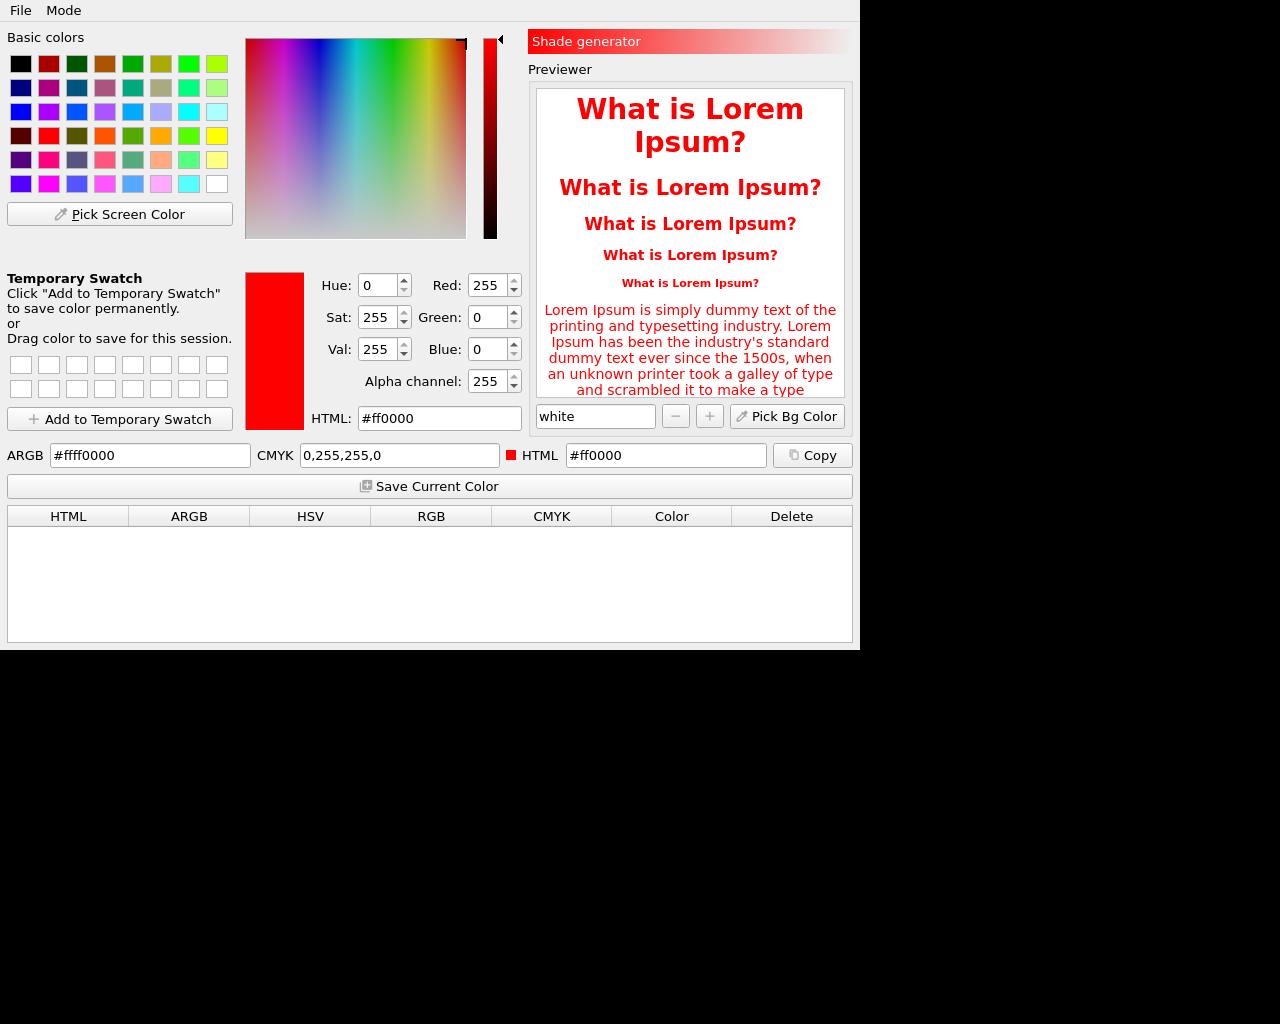 File Mode
Basic colors
Pick Screen Color
Temporary Swatch
Click "Add to Temporary Swatch"
to save color permanently.
or
Drag color to save for this session.
Add to Temporary Swatch
Hue: 0 Red: 255
Sat: 255 Green: 0
Val: 255 Blue: 0
Alpha channel: 255
HTML: #ff0000
Shade generator
Previewer
What is Lorem
Ipsum?
What is Lorem Ipsum?
What is Lorem Ipsum?
What is Lorem Ipsum?
What is Lorem Ipsum?
Lorem Ipsum is simply dummy text of the
printing and typesetting industry. Lorem
Ipsum has been the industry's standard
dummy text ever since the 1500s, when
an unknown printer took a galley of type
and scrambled it to make a type
white − + Pick Bg Color
ARGB #ffff0000 CMYK 0,255,255,0 HTML #ff0000 Copy
Save Current Color
HTML ARGB HSV RGB CMYK Color Delete